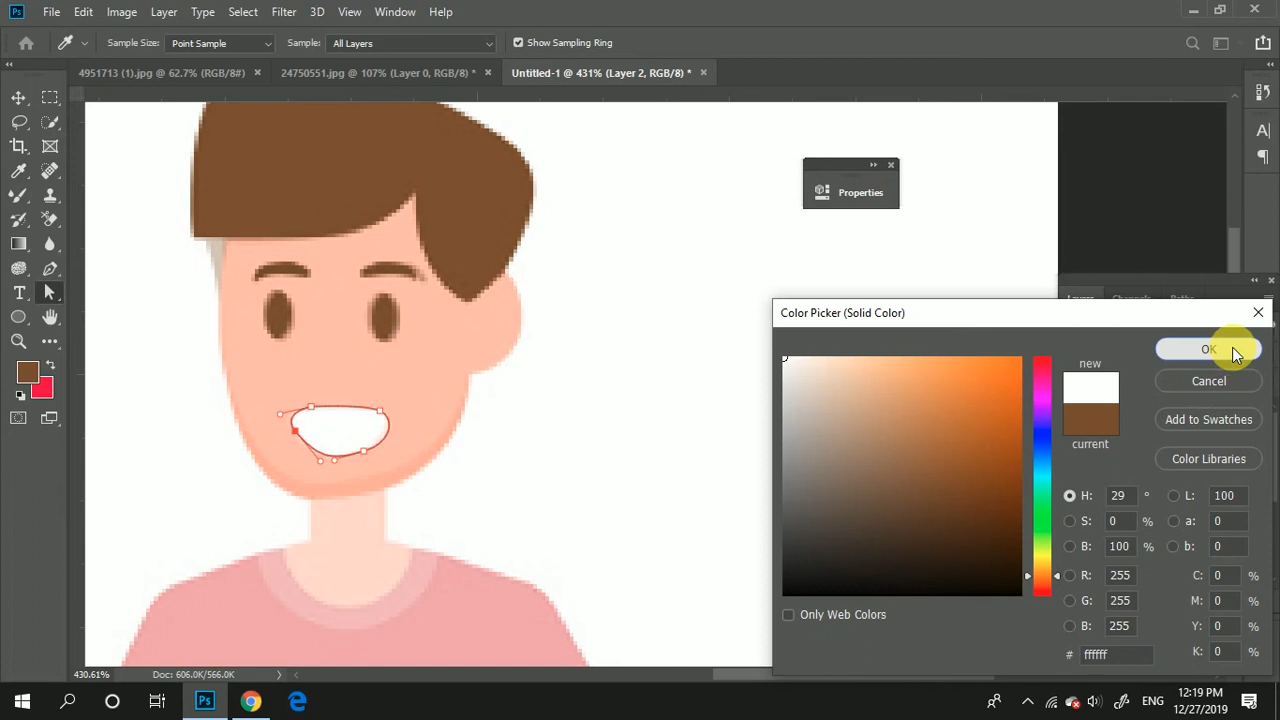 Ps File Edit Image Layer Type Select Filter 3D View Window Help
Sample Size: Point Sample Sample: All Layers Show Sampling Ring
4951713 (1).jpg @ 62.7% (RGB/8#) × 24750551.jpg @ 107% (Layer 0, RGB/8) * × Untitled-1 @ 431% (Layer 2, RGB/8) * ×
Properties
Layers Channels Paths
Color Picker (Solid Color)
OK
new
Cancel
Add to Swatches
current
Color Libraries
H: 29 ° L: 100
S: 0 % a: 0
B: 100 % b: 0
R: 255 C: 0 %
G: 255 M: 0 %
B: 255 Y: 0 %
K: 0 %
Only Web Colors
# ffffff
430.61% Doc: 606.0K/566.0K
Ps ENG 12:19 PM
12/27/2019